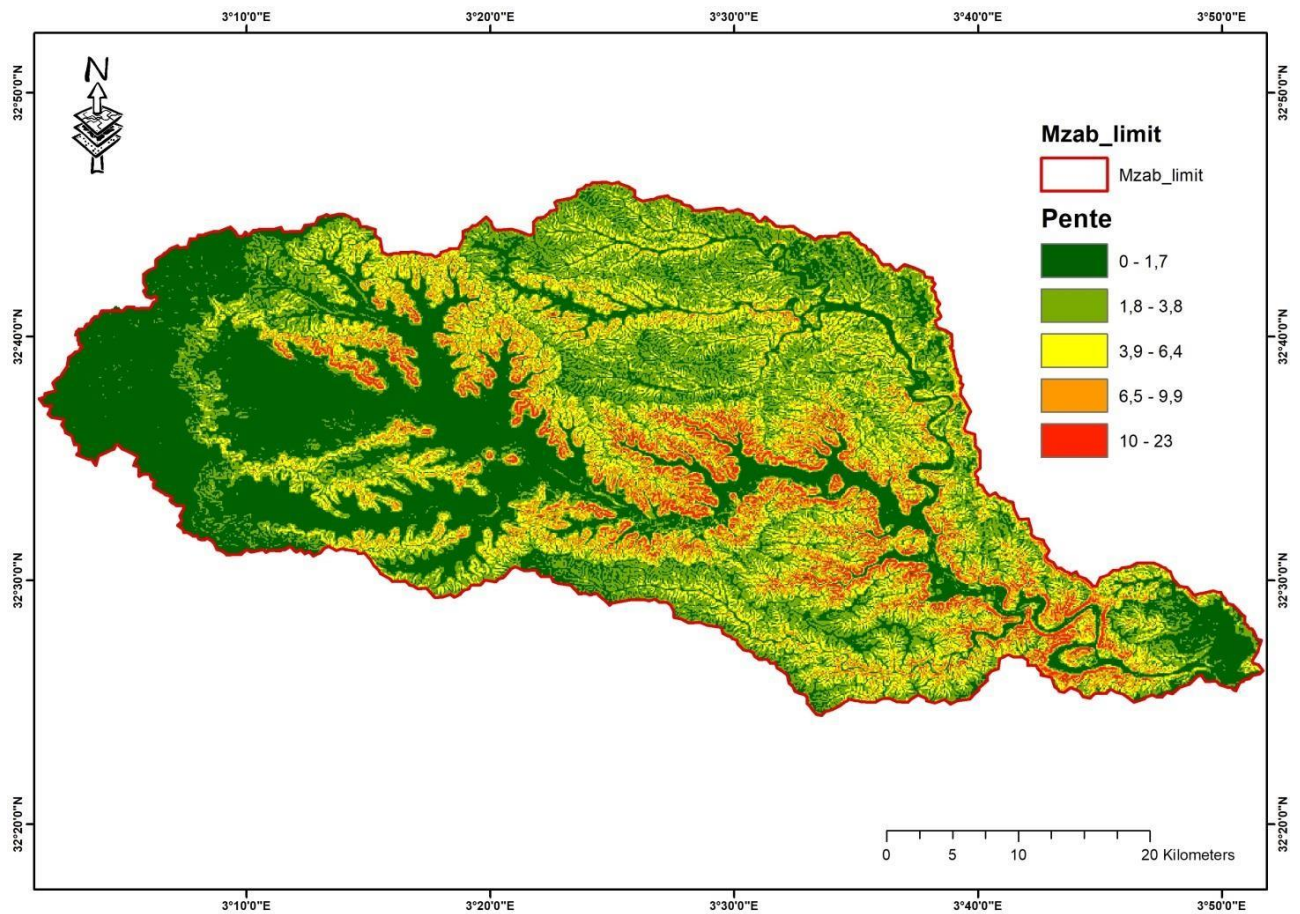 3°10'0"E 3°20'0"E 3°30'0"E 3°40'0"E 3°50'0"E
N
32°50'0"N 32°50'0"N
Mzab_limit
Mzab_limit
Pente
0 - 1,7
1,8 - 3,8
3,9 - 6,4
6,5 - 9,9
10 - 23
32°40'0"N 32°40'0"N
32°30'0"N 32°30'0"N
32°20'0"N 32°20'0"N
0 5 10 20 Kilometers
3°10'0"E 3°20'0"E 3°30'0"E 3°40'0"E 3°50'0"E